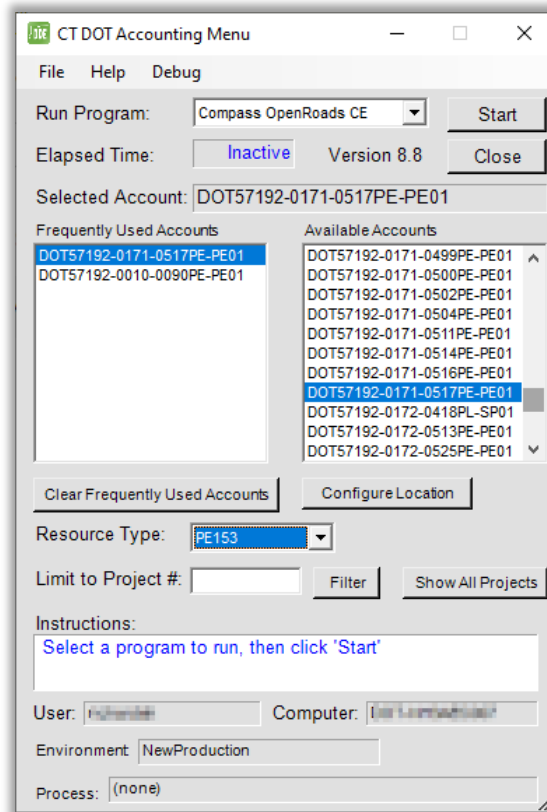 CT DOT Accounting Menu
File Help Debug
Run Program: Compass OpenRoads CE Start
Elapsed Time: Inactive Version 8.8 Close
Selected Account: DOT57192-0171-0517PE-PE01
Frequently Used Accounts Available Accounts
DOT57192-0171-0517PE-PE01 DOT57192-0171-0499PE-PE01
DOT57192-0010-0090PE-PE01 DOT57192-0171-0500PE-PE01
DOT57192-0171-0502PE-PE01
DOT57192-0171-0504PE-PE01
DOT57192-0171-0511PE-PE01
DOT57192-0171-0514PE-PE01
DOT57192-0171-0516PE-PE01
DOT57192-0171-0517PE-PE01
DOT57192-0172-0418PL-SP01
DOT57192-0172-0513PE-PE01
DOT57192-0172-0525PE-PE01
Clear Frequently Used Accounts Configure Location
Resource Type: PE153
Limit to Project #: Filter Show All Projects
Instructions:
Select a program to run, then click 'Start'
User: Computer:
Environment NewProduction
Process: (none)